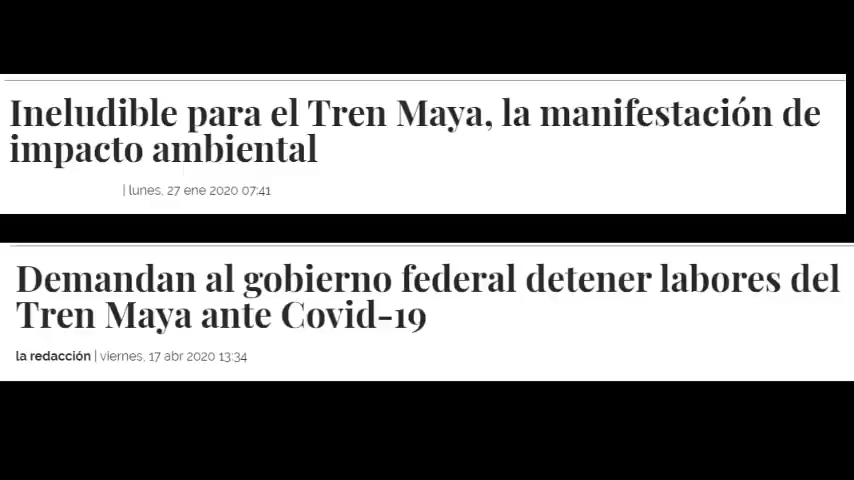 Ineludible para el Tren Maya, la manifestación de
impacto ambiental
| lunes, 27 ene 2020 07:41
Demandan al gobierno federal detener labores del
Tren Maya ante Covid-19
la redacción | viernes, 17 abr 2020 13:34